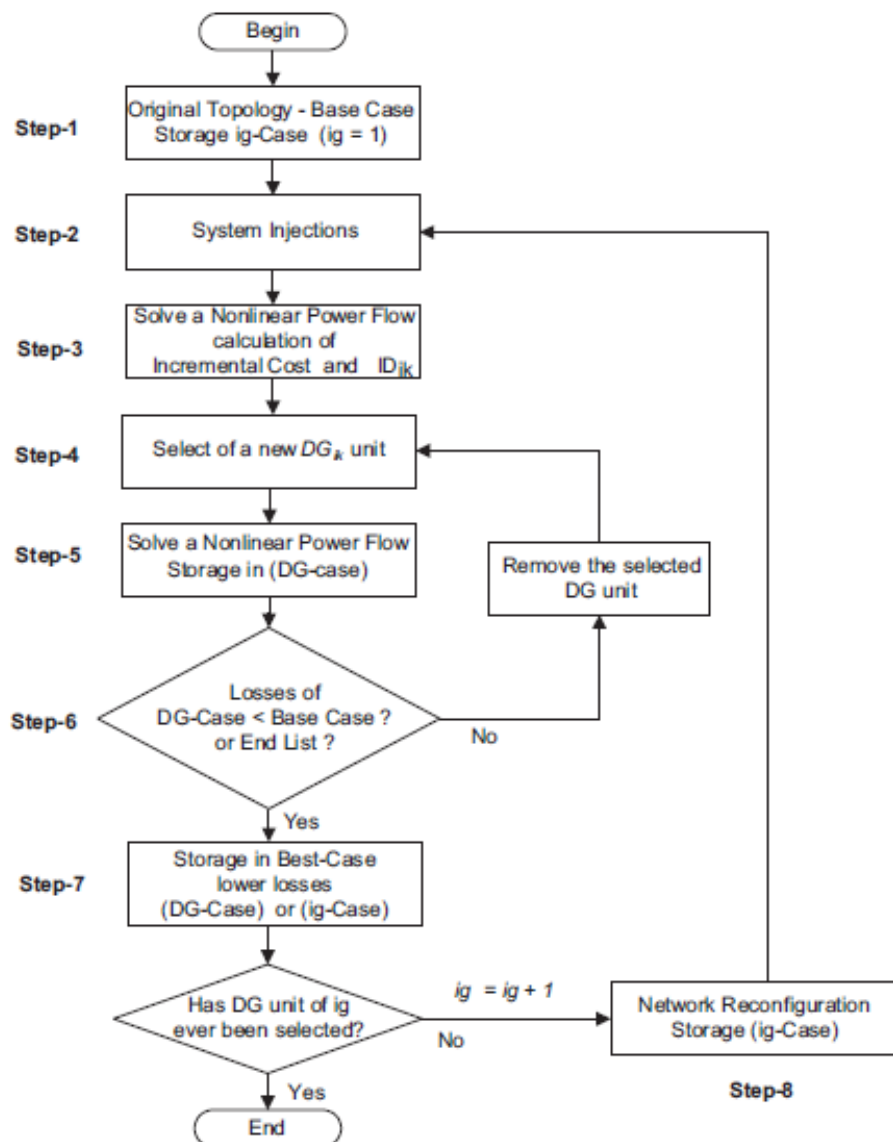 Begin
Step-1
Original Topology - Base Case
Storage ig-Case (ig = 1)
Step-2
System Injections
Step-3
Solve a Nonlinear Power Flow
calculation of
Incremental Cost and ID_ik
Step-4
Select of a new DG_ik unit
Step-5
Solve a Nonlinear Power Flow
Storage in (DG-case)
Remove the selected
DG unit
Step-6
Losses of
DG-Case < Base Case ?
or End List ?
No
Yes
Step-7
Storage in Best-Case
lower losses
(DG-Case) or (ig-Case)
Has DG unit of ig
ever been selected?
ig = ig + 1
No
Network Reconfiguration
Storage (ig-Case)
Step-8
Yes
End